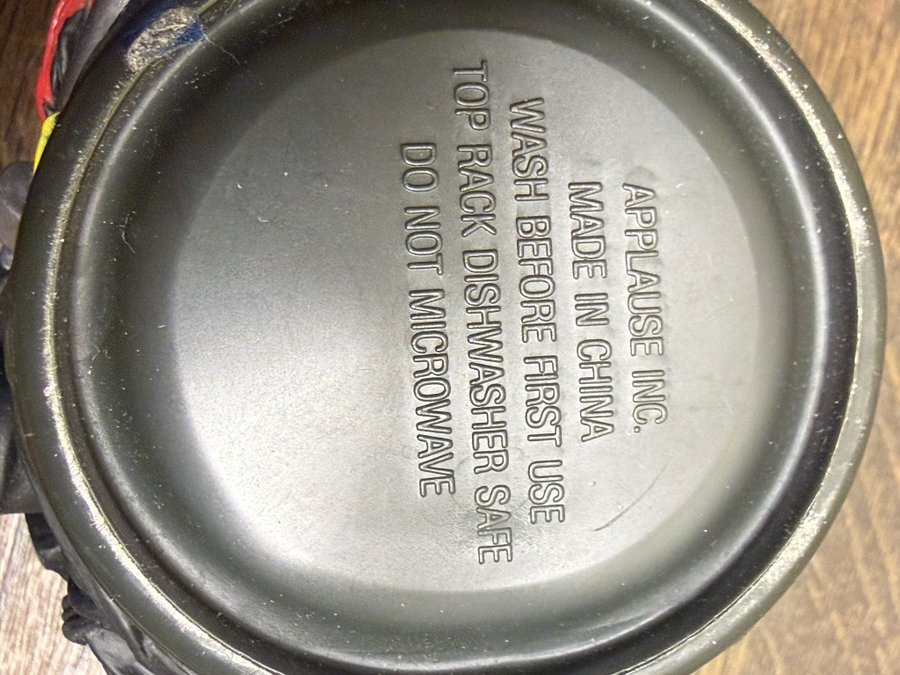 APPLAUSE INC.
MADE IN CHINA
WASH BEFORE FIRST USE
TOP RACK DISHWASHER SAFE
DO NOT MICROWAVE